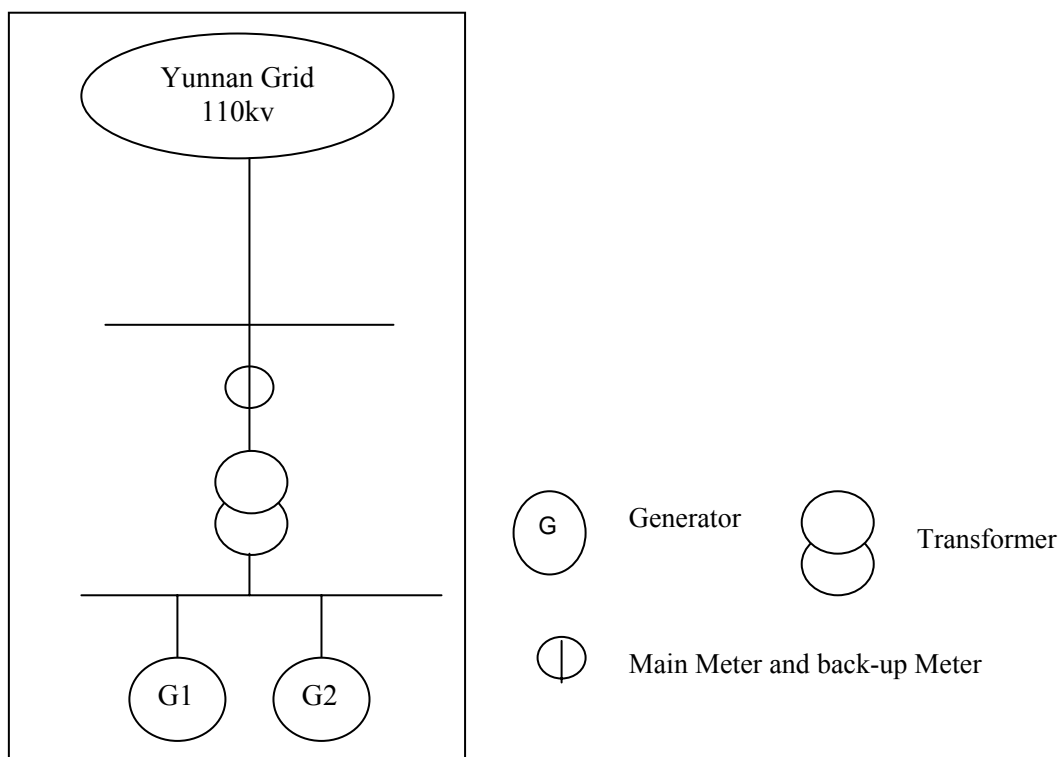 Yunnan Grid
110kv
G
Generator
Transformer
Main Meter and back-up Meter
G1
G2